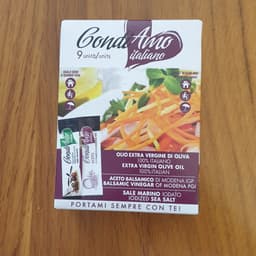 CondiAmo
italiano
9 unità/units
OLIO EXTRA VERGINE DI OLIVA
100% ITALIANO
EXTRA VIRGIN OLIVE OIL
100% ITALIAN
ACETO BALSAMICO DI MODENA IGP
BALSAMIC VINEGAR OF MODENA PGI
SALE MARINO IODATO
IODIZED SEA SALT
PORTAMI SEMPRE CON TE!